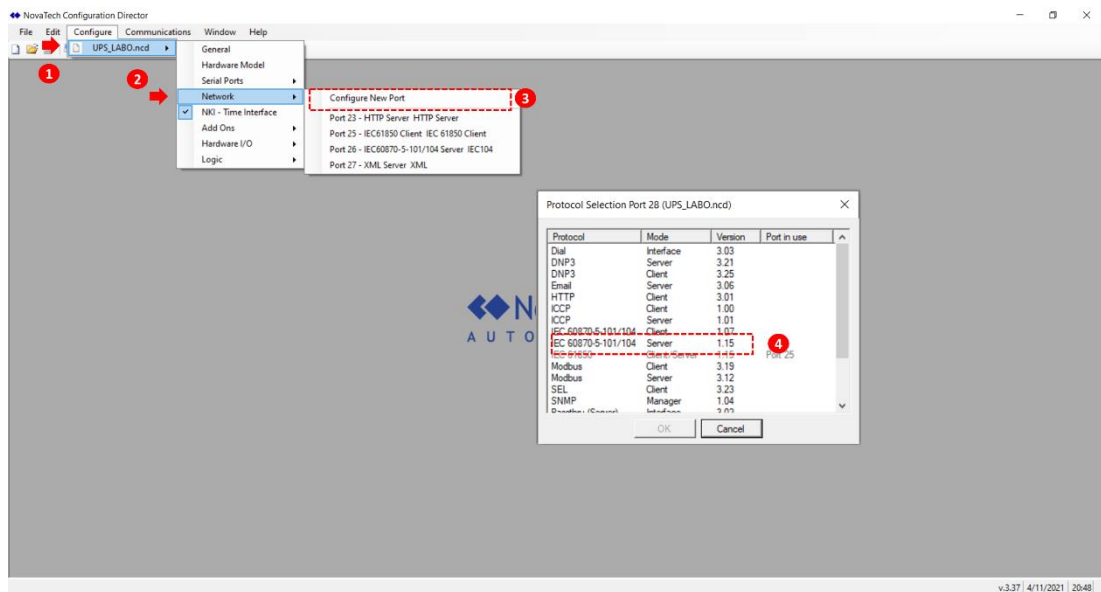 NovaTech Configuration Director
File Edit Configure Communications Window Help
UPS_LABO.ncd
General
Hardware Model
Serial Ports
Network
NKI - Time Interface
Add Ons
Hardware I/O
Logic
Configure New Port
Port 23 - HTTP Server HTTP Server
Port 25 - IEC61850 Client IEC 61850 Client
Port 26 - IEC60870-5-101/104 Server IEC104
Port 27 - XML Server XML
1
2
3
Protocol Selection Port 28 (UPS_LABO.ncd)
Protocol Mode Version Port in use
Dial Interface 3.03
DNP3 Server 3.21
DNP3 Client 3.25
Email Server 3.06
HTTP Client 3.01
ICCP Client 1.00
ICCP Server 1.01
IEC 60870-5-101/104 Client 1.07
IEC 60870-5-101/104 Server 1.15
IEC 61850 Client/Server 1.15 Port 25
Modbus Client 3.19
Modbus Server 3.12
SEL Client 3.23
SNMP Manager 1.04
4
OK Cancel
N
AUTO
v.3.37 4/11/2021 20:48